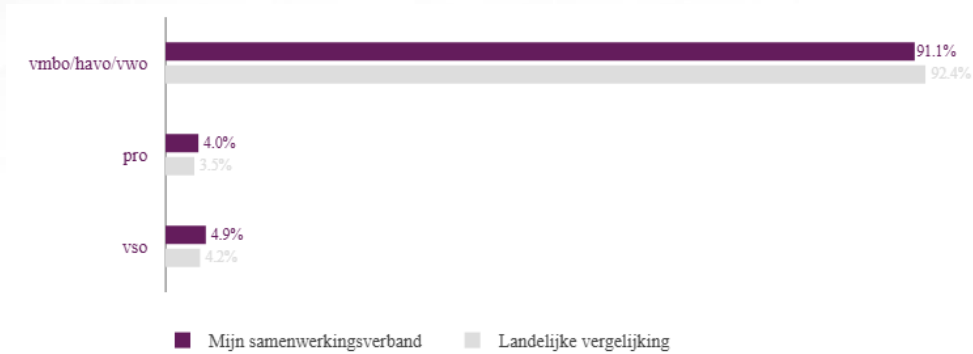 vmbo/havo/vwo
91.1%
92.4%
pro
4.0%
3.5%
vso
4.9%
4.2%
Mijn samenwerkingsverband
Landelijke vergelijking